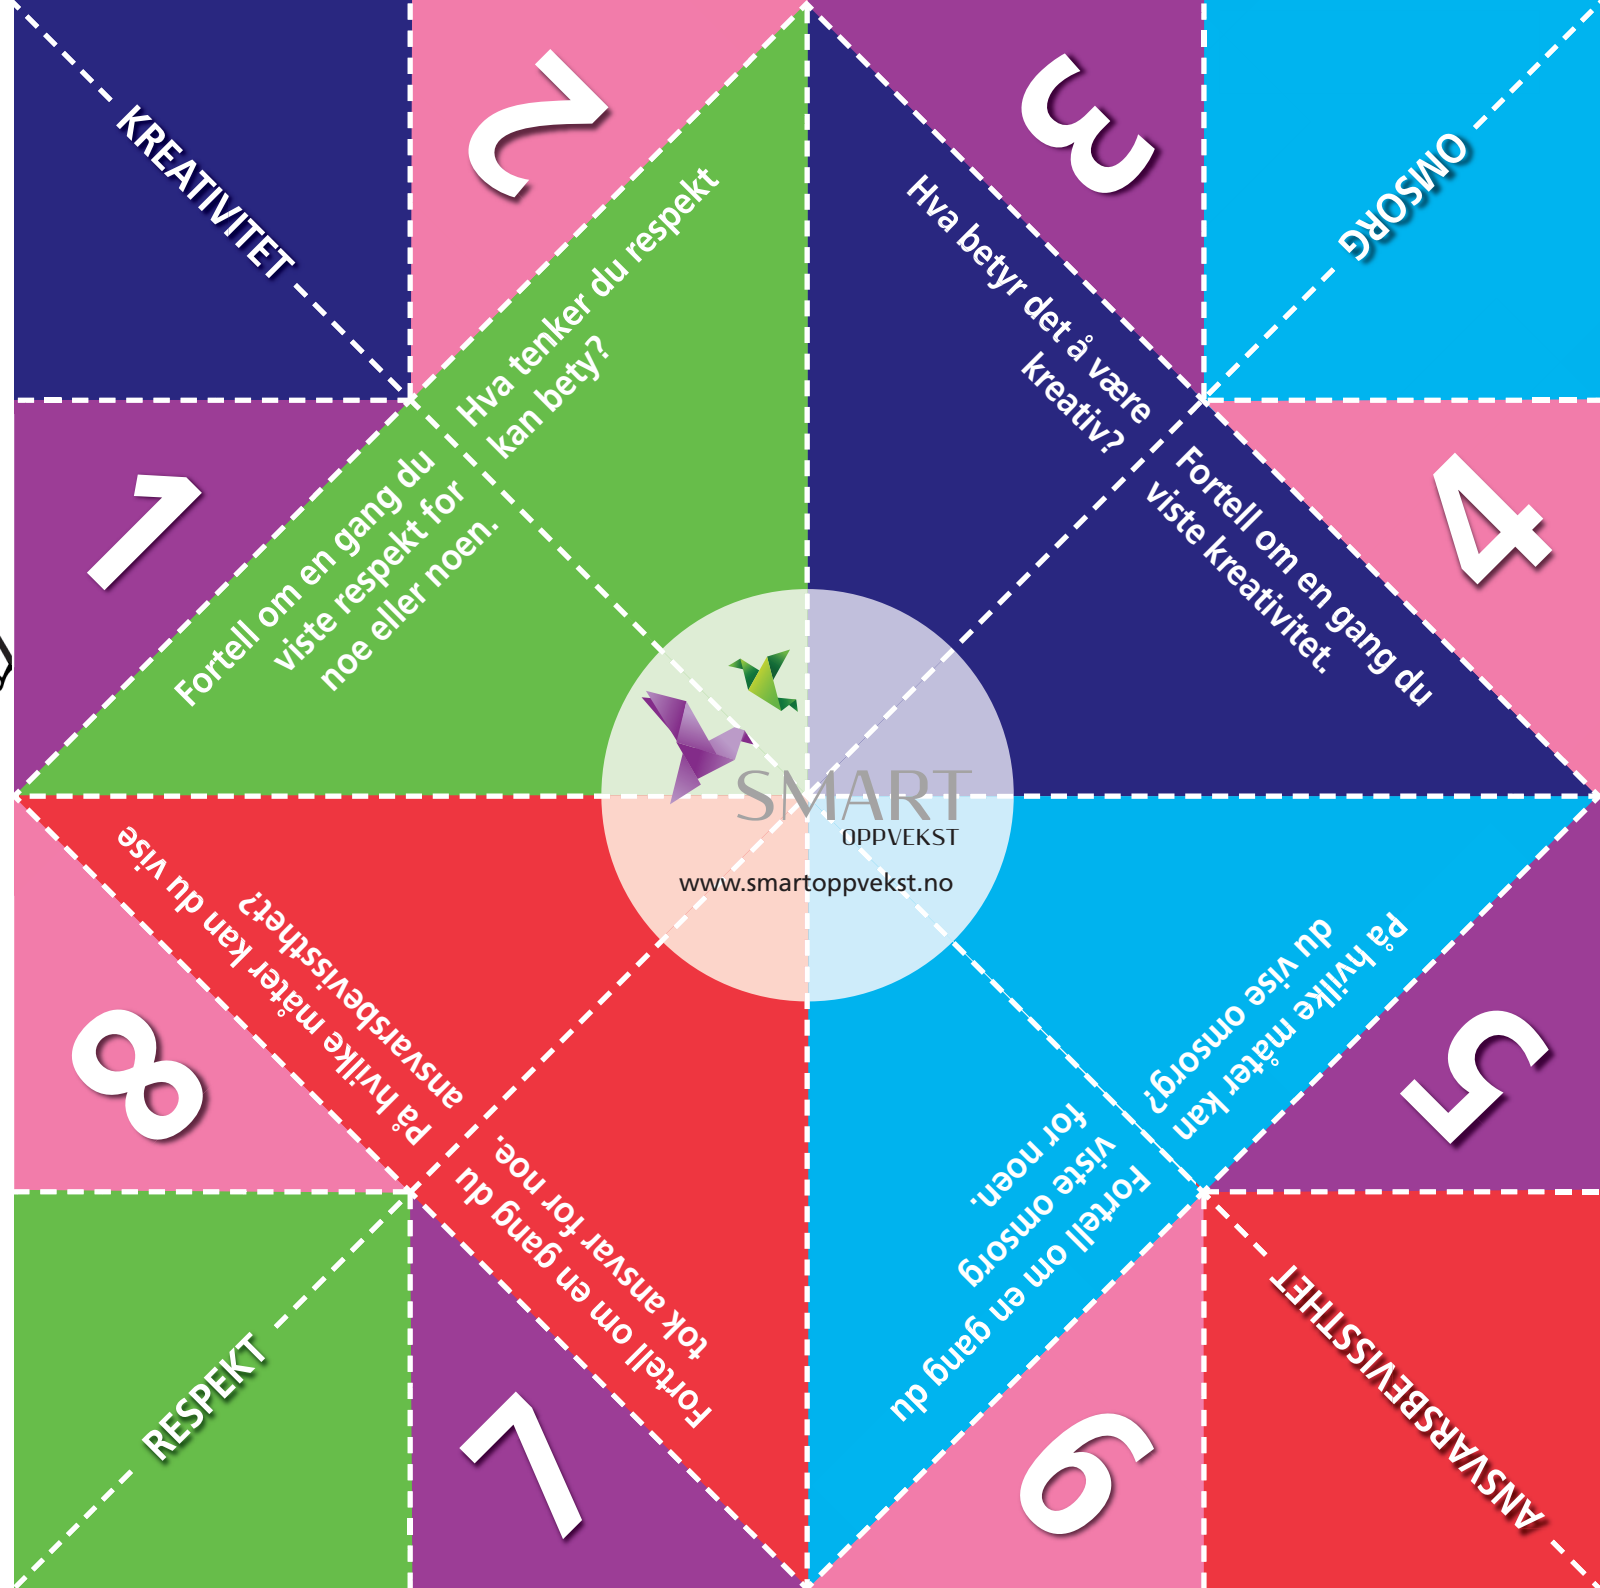 KREATIVITET
2
3
OMSORG
Hva tenker du respekt
kan bety?
Hva betyr det å være
kreativ?
1
Fortell om en gang du
viste respekt for
noe eller noen.
Fortell om en gang du
viste kreativitet.
4
SMART
OPPVEKST
www.smartoppvekst.no
8
På hvilke måter kan du vise
ansvarsbevissthet?
På hvilke måter kan
du vise omsorg?
5
Fortell om en gang du
tok ansvar for noe.
Fortell om en gang du
viste omsorg
for noen.
RESPEKT
7
6
ANSVARSBEVISSTHET